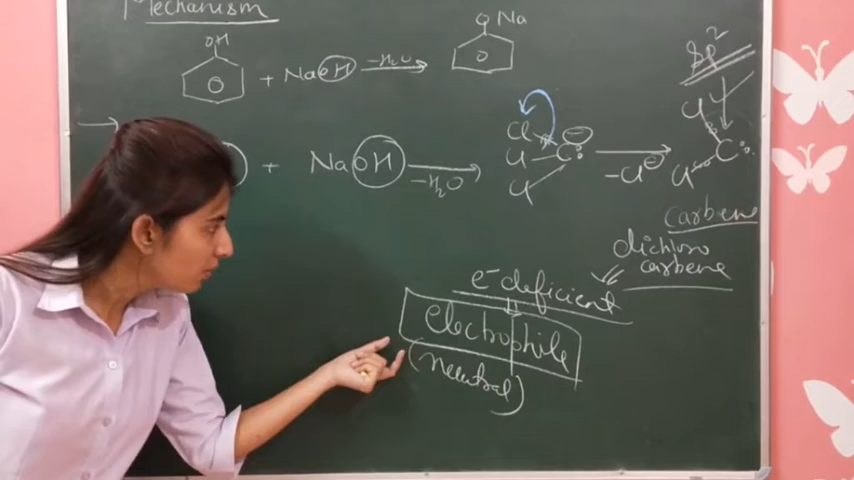 Mechanism
OH + NaOH -H₂O → O Na
+ NaOH -H₂O → Cl Cl Cl C:⊖ → -Cl⊖ Cl Cl C:
sp²
carbene
dichloro
carbene
e⁻ deficient
electrophile
(neutral)